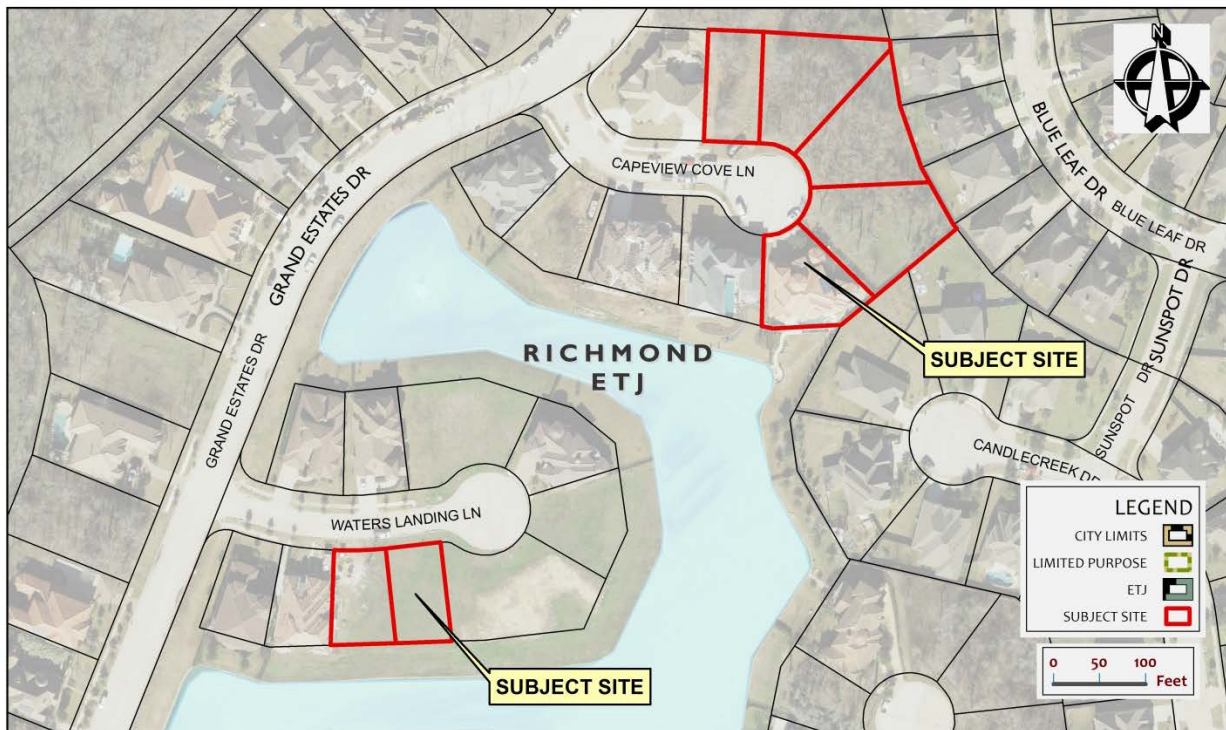 N
CAPEVIEW COVE LN
BLUE LEAF DR
BLUE LEAF DR
GRAND ESTATES DR
SUNSPOT DR
RICHMOND
ETJ
SUBJECT SITE
GRAND ESTATES DR
SUNSPOT DR
CANDLECREEK DR
WATERS LANDING LN
SUBJECT SITE
LEGEND
CITY LIMITS
LIMITED PURPOSE
ETJ
SUBJECT SITE
0 50 100
Feet